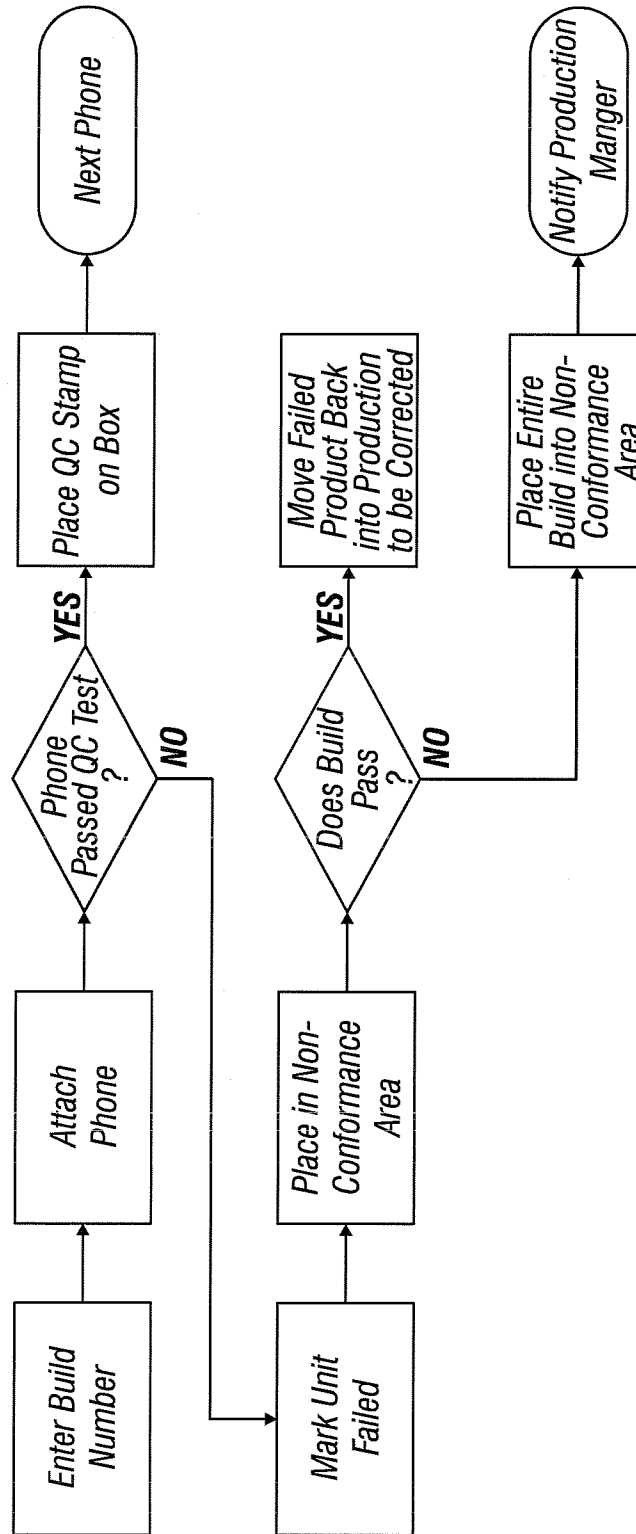 Enter Build
Number
Attach
Phone
Phone
Passed QC Test
?
YES
NO
Place QC Stamp
on Box
Next Phone
Mark Unit
Failed
Place in Non-
Conformance
Area
Does Build
Pass
?
YES
NO
Move Failed
Product Back
into Production
to be Corrected
Place Entire
Build into Non-
Conformance
Area
Notify Production
Manger